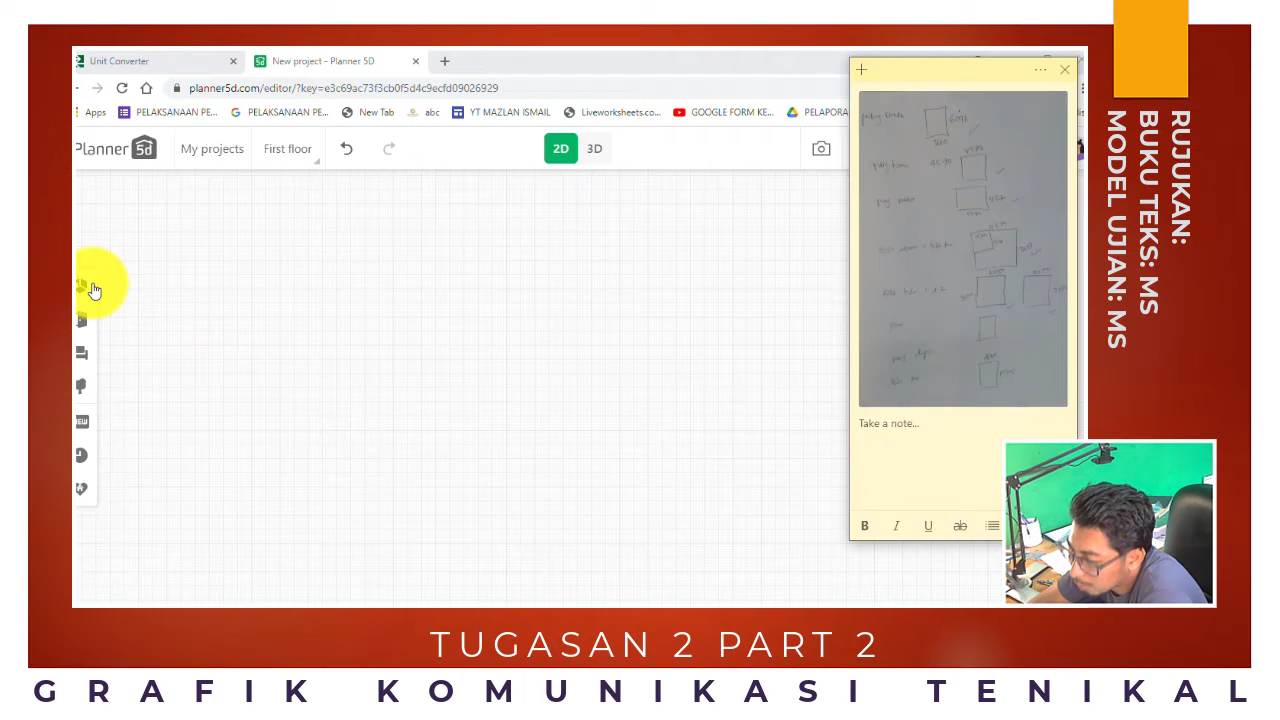 Unit Converter
New project - Planner 5D
planner5d.com/editor/?key=e3c69ac73f3cb0f5d4c9ecfd09026929
Apps
PELAKSANAAN PE...
PELAKSANAAN PE...
New Tab
abc
YT MAZLAN ISMAIL
Liveworksheets.co...
GOOGLE FORM KE...
PELAPORA
Planner 5d
My projects
First floor
2D
3D
NEW
Take a note...
B I U ab
RUJUKAN:
BUKU TEKS: MS
MODEL UJIAN: MS
TUGASAN 2 PART 2
GRAFIK KOMUNIKASI TENIKAL